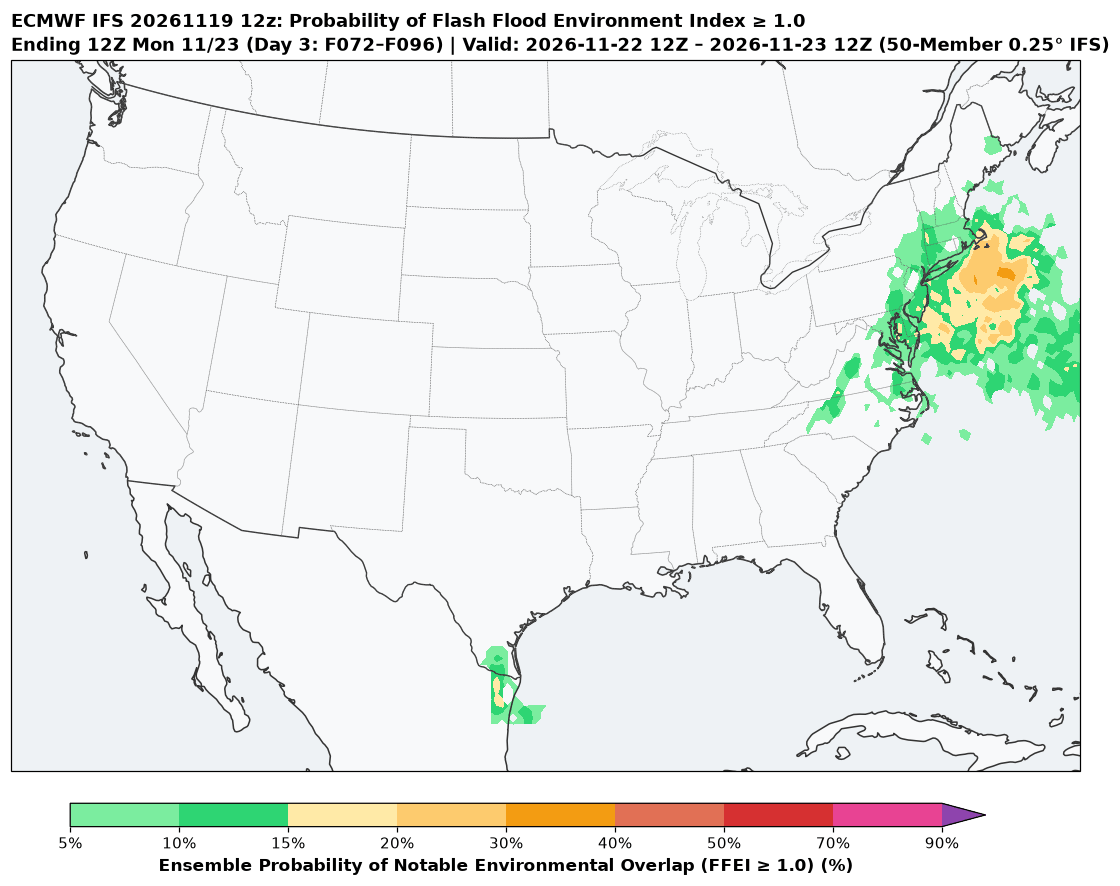 ECMWF IFS 20261119 12z: Probability of Flash Flood Environment Index ≥ 1.0
Ending 12Z Mon 11/23 (Day 3: F072–F096) | Valid: 2026-11-22 12Z – 2026-11-23 12Z (50-Member 0.25° IFS)
5% 10% 15% 20% 30% 40% 50% 70% 90%
Ensemble Probability of Notable Environmental Overlap (FFEI ≥ 1.0) (%)